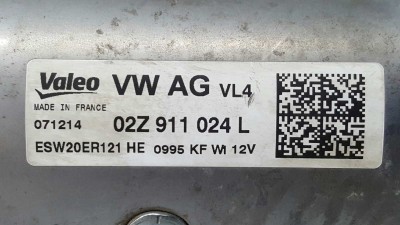 Valeo VW AG VL4
MADE IN FRANCE
071214 02Z 911 024 L
ESW20ER121 HE 0995 KF WI 12V